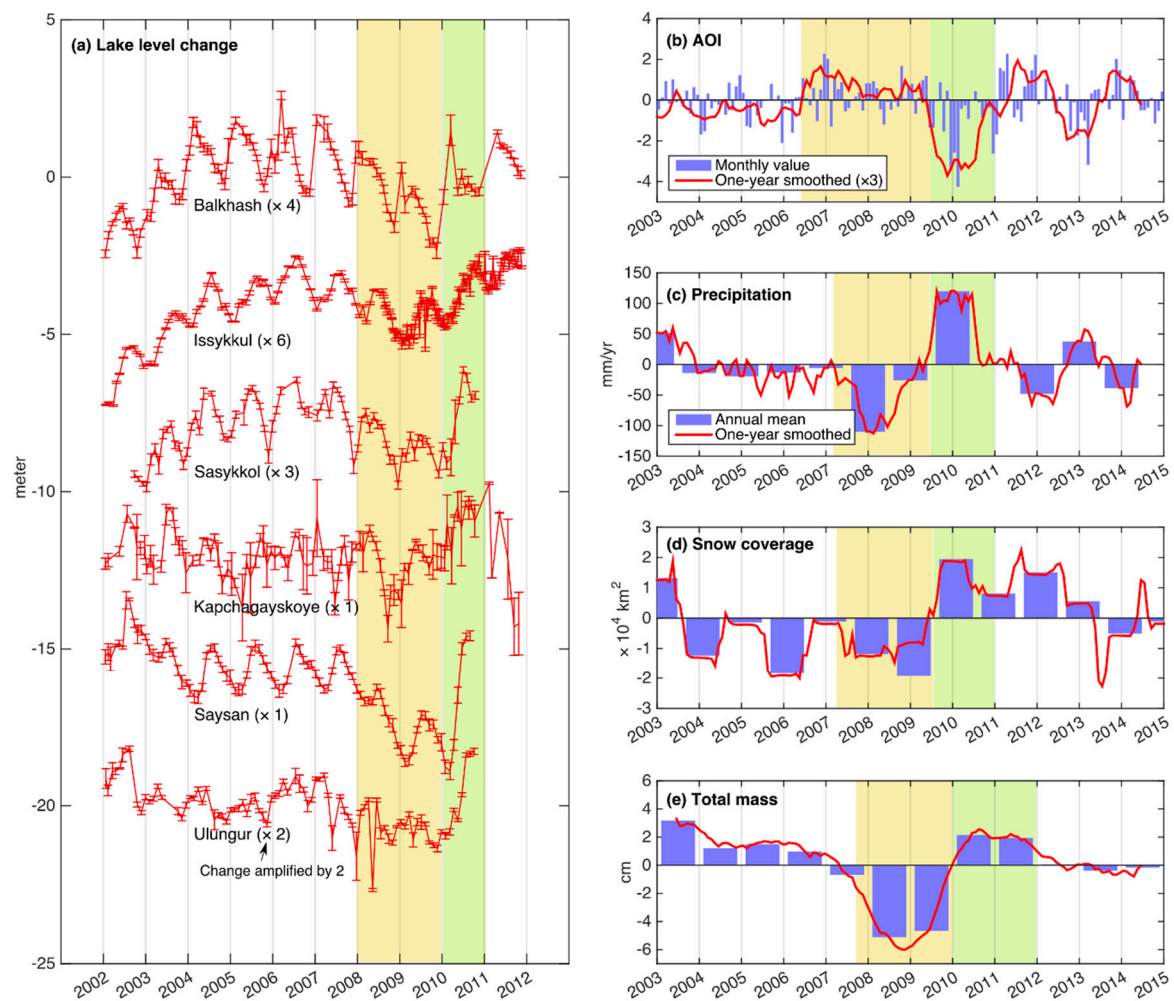 (a) Lake level change
meter
5
0
-5
-10
-15
-20
-25
Balkhash (× 4)
Issykkul (× 6)
Sasykkol (× 3)
Kapchagayskoye (× 1)
Saysan (× 1)
Ulungur (× 2)
Change amplified by 2
2002 2003 2004 2005 2006 2007 2008 2009 2010 2011 2012
(b) AOI
4
2
0
-2
-4
Monthly value
One-year smoothed (×3)
2003 2004 2005 2006 2007 2008 2009 2010 2011 2012 2013 2014 2015
(c) Precipitation
mm/yr
150
100
50
0
-50
-100
-150
Annual mean
One-year smoothed
2003 2004 2005 2006 2007 2008 2009 2010 2011 2012 2013 2014 2015
(d) Snow coverage
× 10⁴ km²
3
2
1
0
-1
-2
-3
2003 2004 2005 2006 2007 2008 2009 2010 2011 2012 2013 2014 2015
(e) Total mass
cm
6
4
2
0
-2
-4
-6
2003 2004 2005 2006 2007 2008 2009 2010 2011 2012 2013 2014 2015